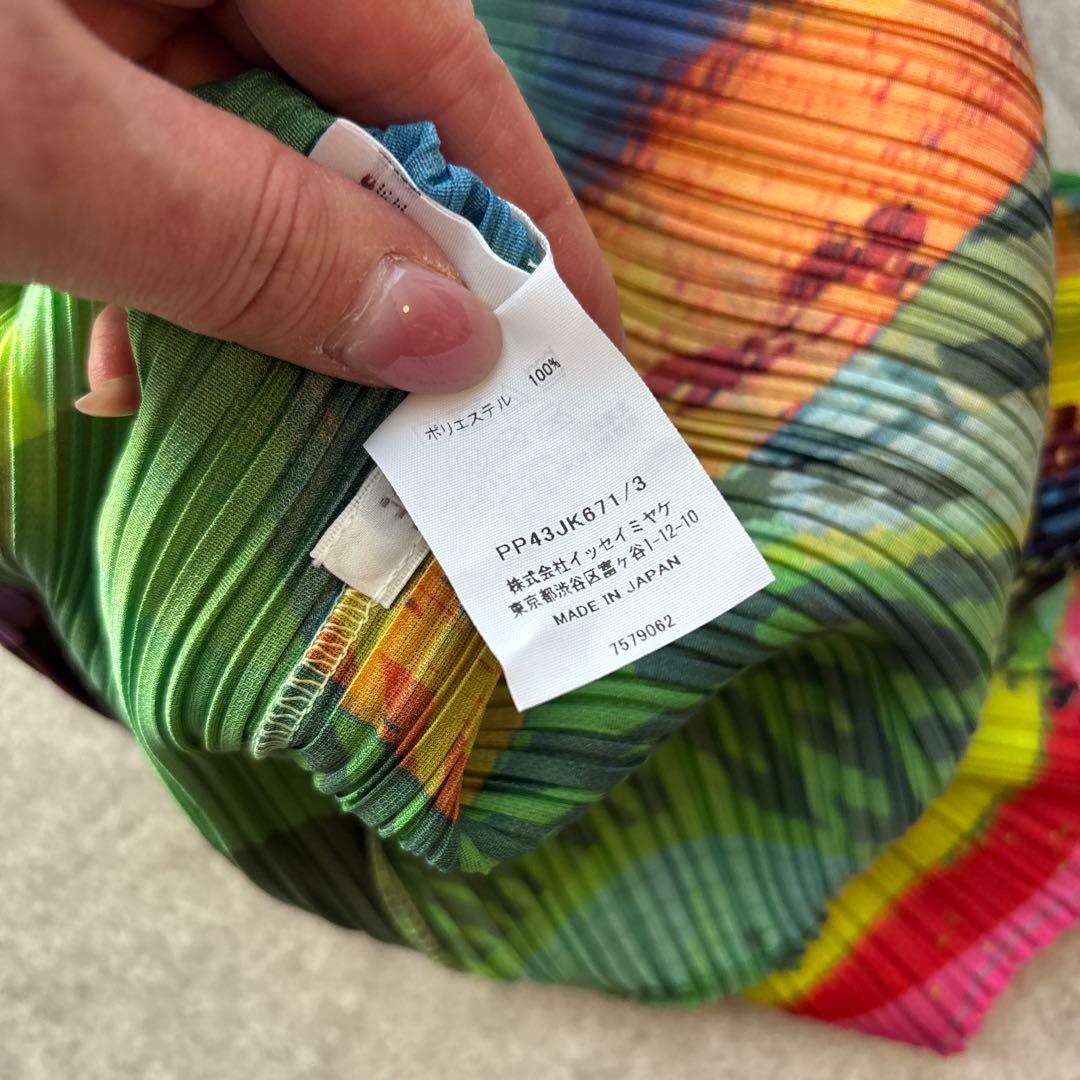 ポリエステル 100%
PP43JK671/3
株式会社イッセイミヤケ
東京都渋谷区富ヶ谷1-12-10
MADE IN JAPAN
7579062